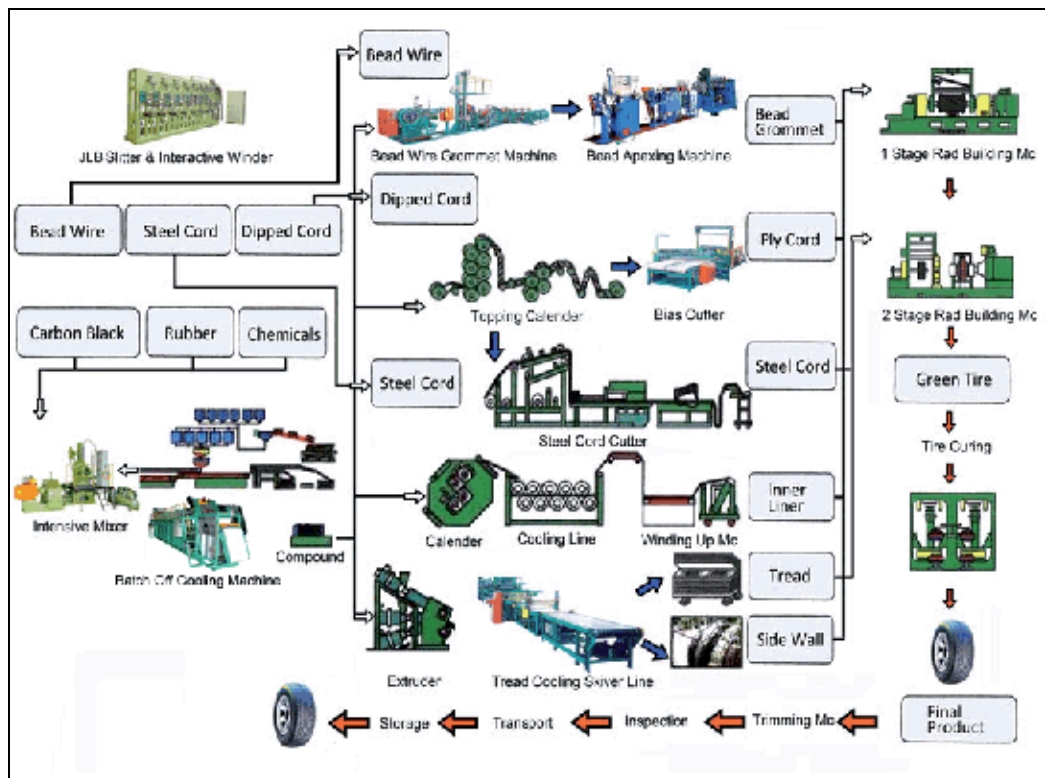 Bead Wire
JLB Slitter & Interactive Winder
Bead Wire Grommet Machine
Bead Apexing Machine
Bead
Grommet
1 Stage Rad Building Mc
Bead Wire
Steel Cord
Dipped Cord
Dipped Cord
Ply Cord
Topping Calender
Bias Cutter
2 Stage Rad Building Mc
Carbon Black
Rubber
Chemicals
Steel Cord
Steel Cord
Green Tire
Steel Cord Cutter
Tire Curing
Intensive Mixer
Batch Off Cooling Machine
Compound
Calender
Cooling Line
Winding Up Mc
Inner
Liner
Tread
Side Wall
Extruder
Tread Cooling Skiver Line
Storage
Transport
Inspection
Trimming Mc
Final
Product